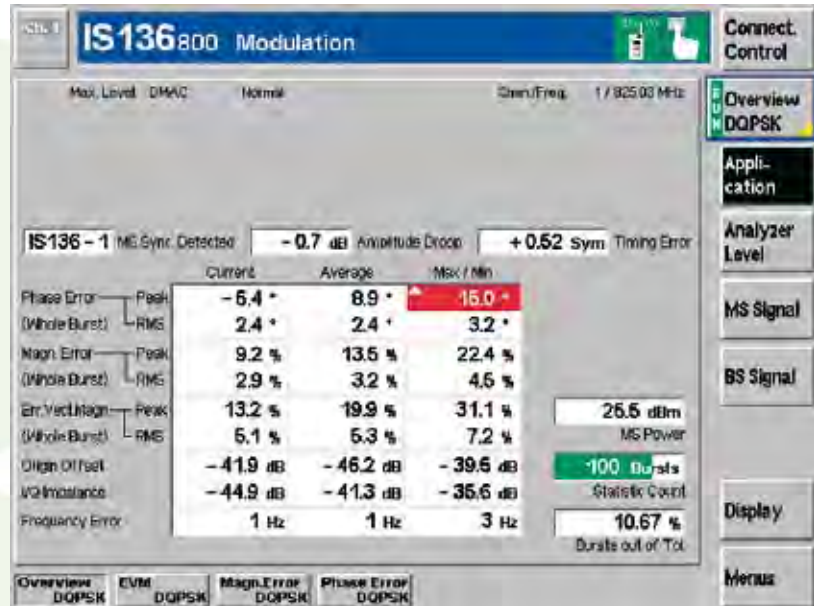 Ch. 1
IS136 800 Modulation
Connect. Control
Max. Level DMAC Normal Chan./Freq. 1 / 825.03 MHz
RUN Overview DQPSK
Appli-cation
Analyzer Level
MS Signal
BS Signal
IS136 – 1 MS Sync. Detected – 0.7 dB Amplitude Droop + 0.52 Sym Timing Error
Current Average Max / Min
Phase Error Peak – 5.4 ° 8.9 ° 15.0 °
(Whole Burst) RMS 2.4 ° 2.4 ° 3.2 °
Magn. Error Peak 9.2 % 13.5 % 22.4 %
(Whole Burst) RMS 2.9 % 3.2 % 4.5 %
Err.Vect.Magn. Peak 13.2 % 19.9 % 31.1 % 25.5 dBm
(Whole Burst) RMS 5.1 % 5.3 % 7.2 % MS Power
Origin Offset – 41.9 dB – 46.2 dB – 39.6 dB 100 Bursts
I/Q Imbalance – 44.9 dB – 41.3 dB – 35.6 dB Statistic Count
Frequency Error 1 Hz 1 Hz 3 Hz 10.67 %
Bursts out of Tol.
Display
Menus
Overview DQPSK EVM DQPSK Magn.Error DQPSK Phase Error DQPSK